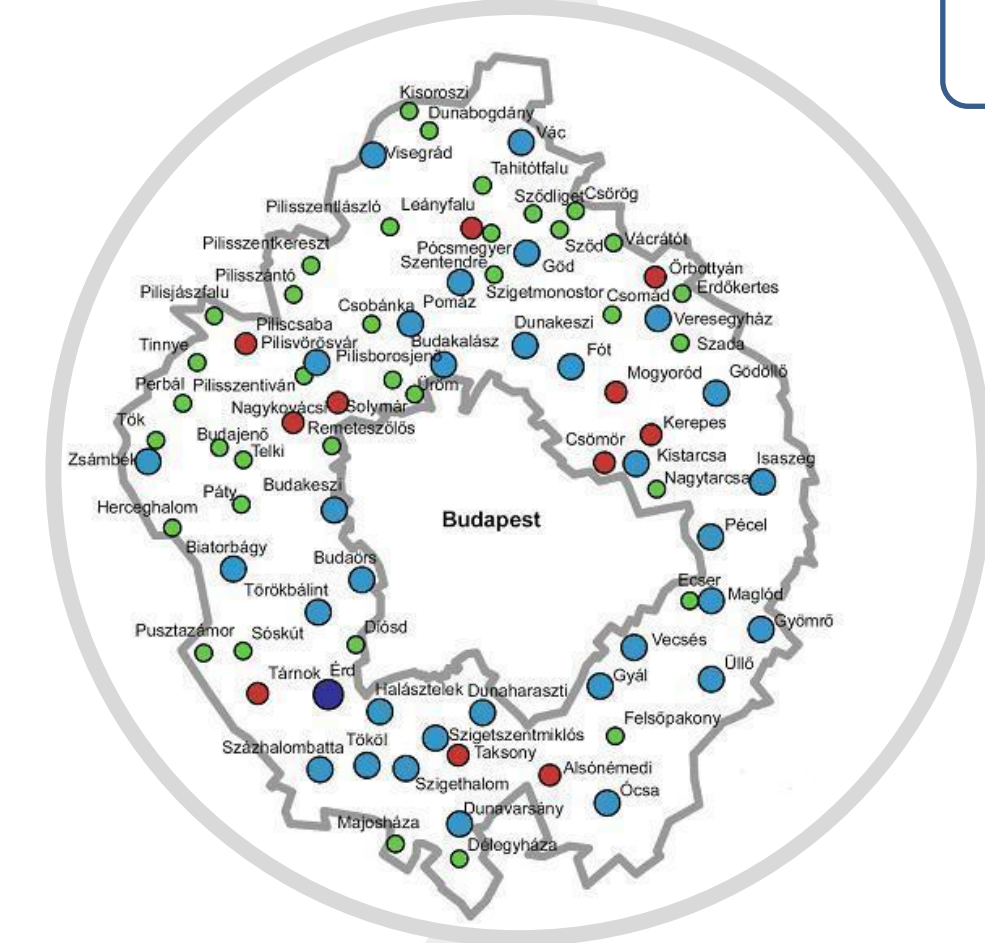 Kisoroszi
Dunabogdány
Vác
Visegrád
Tahitótfalu
Sződliget
Csörög
Pilisszentlászló
Leányfalu
Vácrátót
Pilisszentkereszt
Pócsmegyer
Sződ
Szentendre
Göd
Őrbottyán
Pilisszántó
Erdőkertes
Pilisjászfalu
Szigetmonostor
Csomád
Csobánka
Pomáz
Veresegyház
Piliscsaba
Dunakeszi
Tinnye
Pilisvörösvár
Budakalász
Szada
Pilisborosjenő
Fót
Perbál
Pilisszentiván
Üröm
Mogyoród
Gödöllő
Nagykovácsi
Solymár
Tök
Remeteszőlős
Kerepes
Budajenő
Csömör
Telki
Zsámbék
Kistarcsa
Isaszeg
Páty
Budakeszi
Nagytarcsa
Herceghalom
Budapest
Pécel
Biatorbágy
Budaörs
Törökbálint
Ecser
Maglód
Pusztazámor
Sóskút
Diósd
Gyömrő
Vecsés
Tárnok
Érd
Üllő
Gyál
Halásztelek
Dunaharaszti
Felsőpakony
Százhalombatta
Tököl
Szigetszentmiklós
Taksony
Alsónémedi
Szigethalom
Ócsa
Majosháza
Dunavarsány
Délegyháza